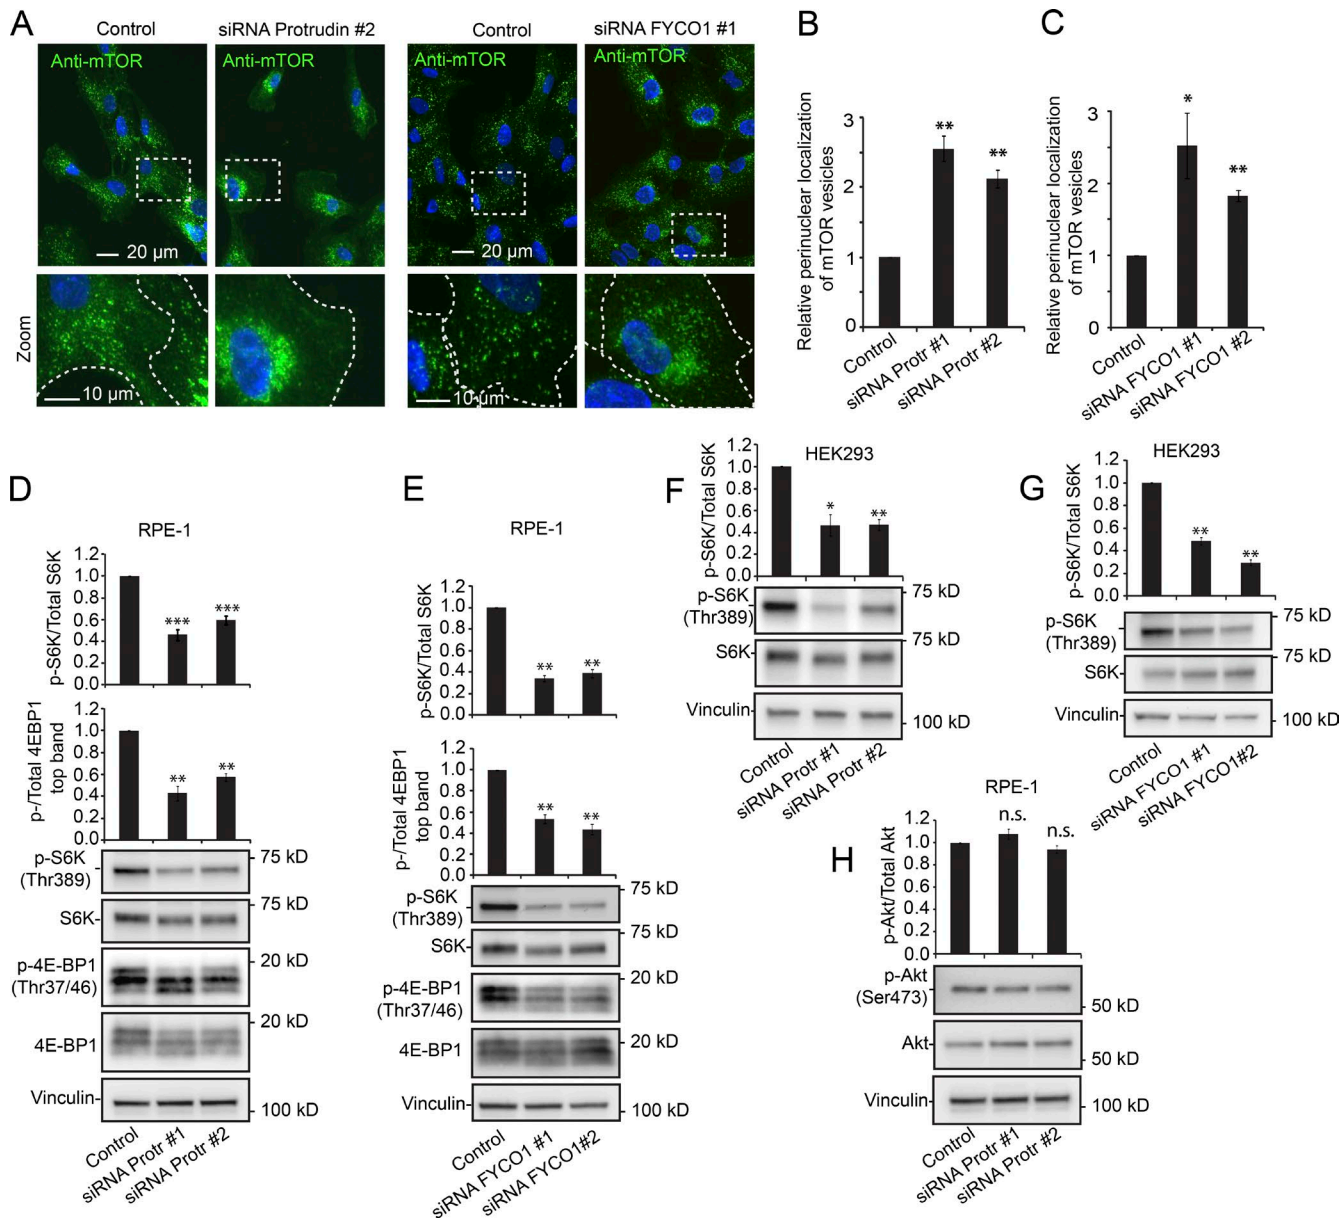 A
Control
siRNA Protrudin #2
Control
siRNA FYCO1 #1
Anti-mTOR
Anti-mTOR
Anti-mTOR
Anti-mTOR
20 µm
20 µm
Zoom
10 µm
10 µm
B
Relative perinuclear localization
of mTOR vesicles
3
2
1
0
**
**
Control
siRNA Protr #1
siRNA Protr #2
C
Relative perinuclear localization
of mTOR vesicles
3
2
1
0
*
**
Control
siRNA FYCO1 #1
siRNA FYCO1 #2
D
RPE-1
p-S6K/Total S6K
1.2
1.0
0.8
0.6
0.4
0.2
0.0
***
***
p-/Total 4EBP1
top band
1.2
1.0
0.8
0.6
0.4
0.2
0.0
**
**
p-S6K
(Thr389)
75 kD
S6K-
75 kD
p-4E-BP1
(Thr37/46)
20 kD
4E-BP1
20 kD
Vinculin-
100 kD
Control
siRNA Protr #1
siRNA Protr #2
E
RPE-1
p-S6K/Total S6K
1.2
1.0
0.8
0.6
0.4
0.2
0.0
**
**
p-/Total 4EBP1
top band
1.2
1.0
0.8
0.6
0.4
0.2
0.0
**
**
p-S6K
(Thr389)
75 kD
S6K
75 kD
p-4E-BP1
(Thr37/46)
20 kD
4E-BP1
20 kD
Vinculin-
100 kD
Control
siRNA FYCO1 #1
siRNA FYCO1#2
F
HEK293
p-S6K/Total S6K
1.2
1.0
0.8
0.6
0.4
0.2
0.0
*
**
p-S6K
(Thr389)
75 kD
S6K
75 kD
Vinculin-
100 kD
Control
siRNA Protr #1
siRNA Protr #2
G
HEK293
p-S6K/Total S6K
1.2
1.0
0.8
0.6
0.4
0.2
0.0
**
**
p-S6K
(Thr389)
75 kD
S6K
75 kD
Vinculin
100 kD
Control
siRNA FYCO1 #1
siRNA FYCO1#2
H
RPE-1
p-Akt/Total Akt
1.2
1.0
0.8
0.6
0.4
0.2
0.0
n.s.
n.s.
p-Akt
(Ser473)
50 kD
Akt
50 kD
Vinculin
100 kD
Control
siRNA Protr #1
siRNA Protr #2